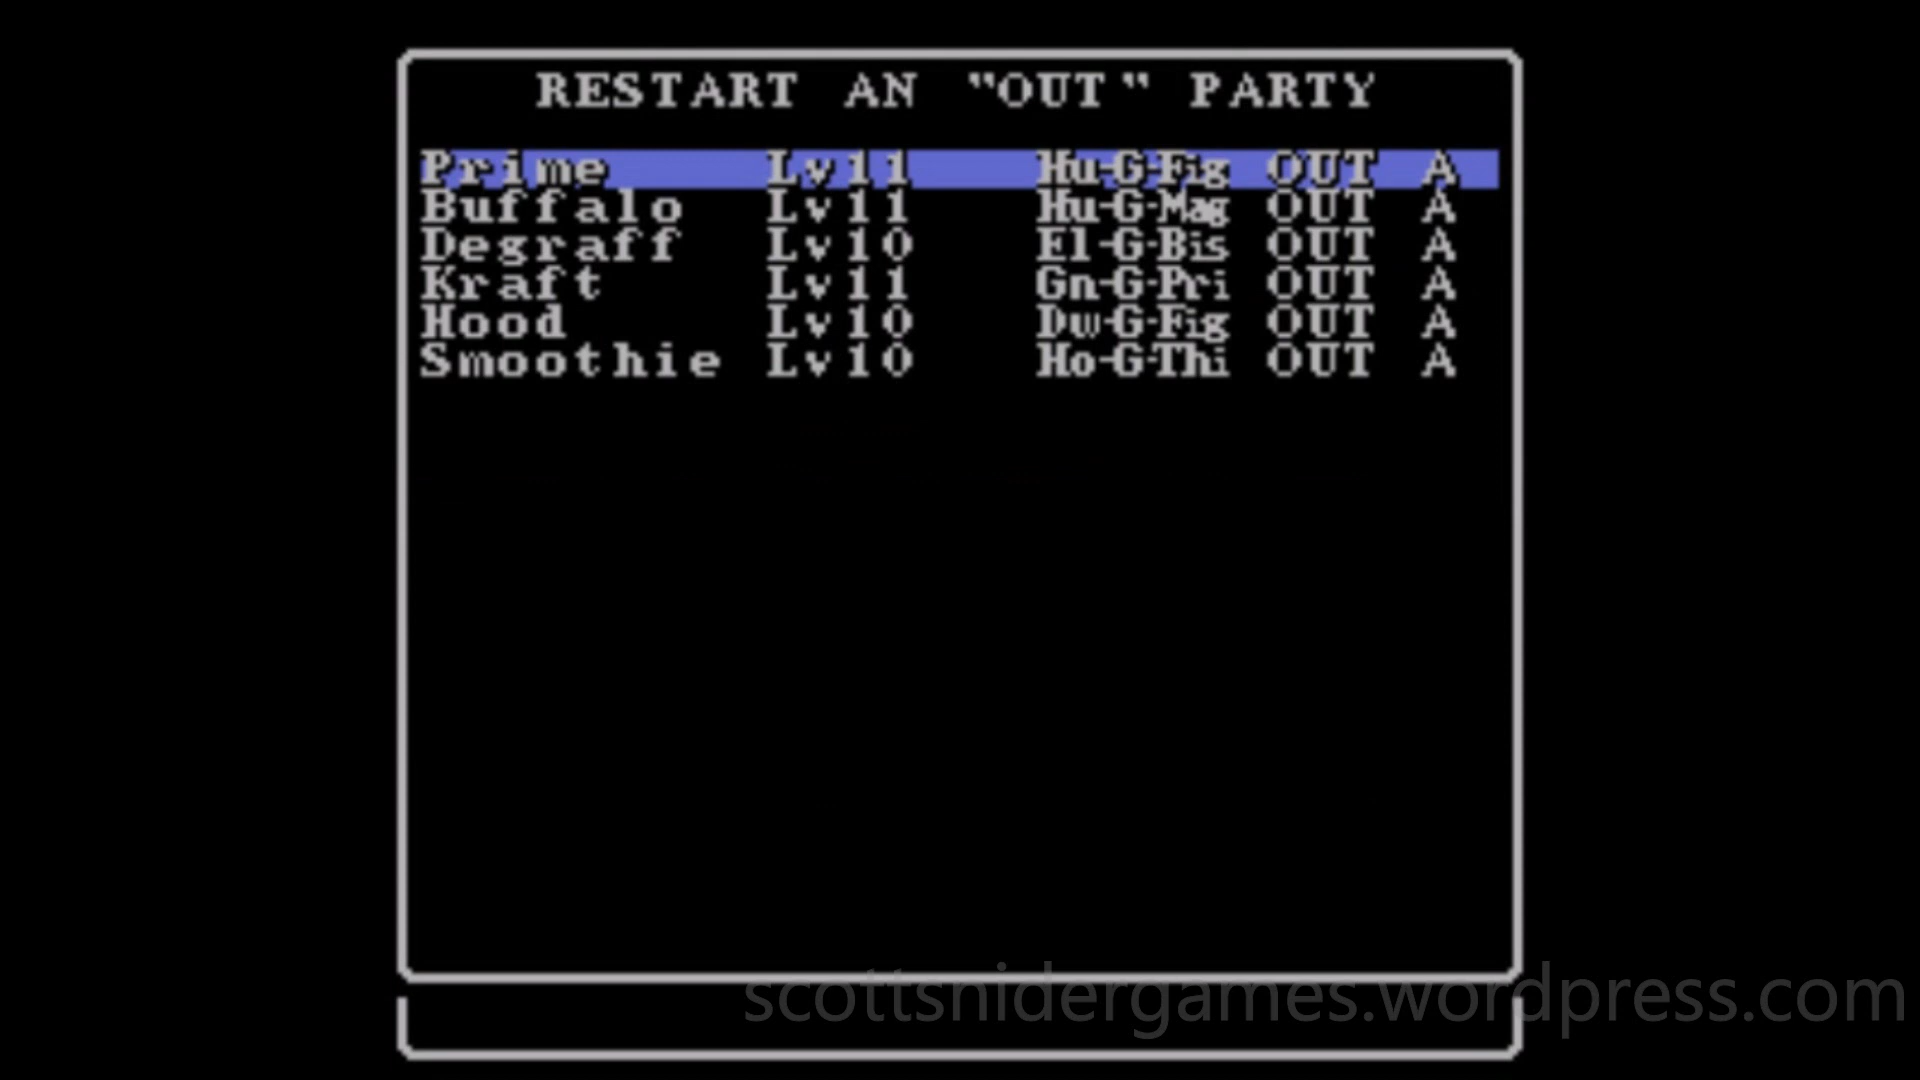 RESTART AN "OUT" PARTY
Prime Lv11 Hu-G-Fig OUT A
Buffalo Lv11 Hu-G-Mag OUT A
Degraff Lv10 El-G-Bis OUT A
Kraft Lv11 Gn-G-Pri OUT A
Hood Lv10 Dw-G-Fig OUT A
Smoothie Lv10 Ho-G-Thi OUT A
scottsnidergames.wordpress.com